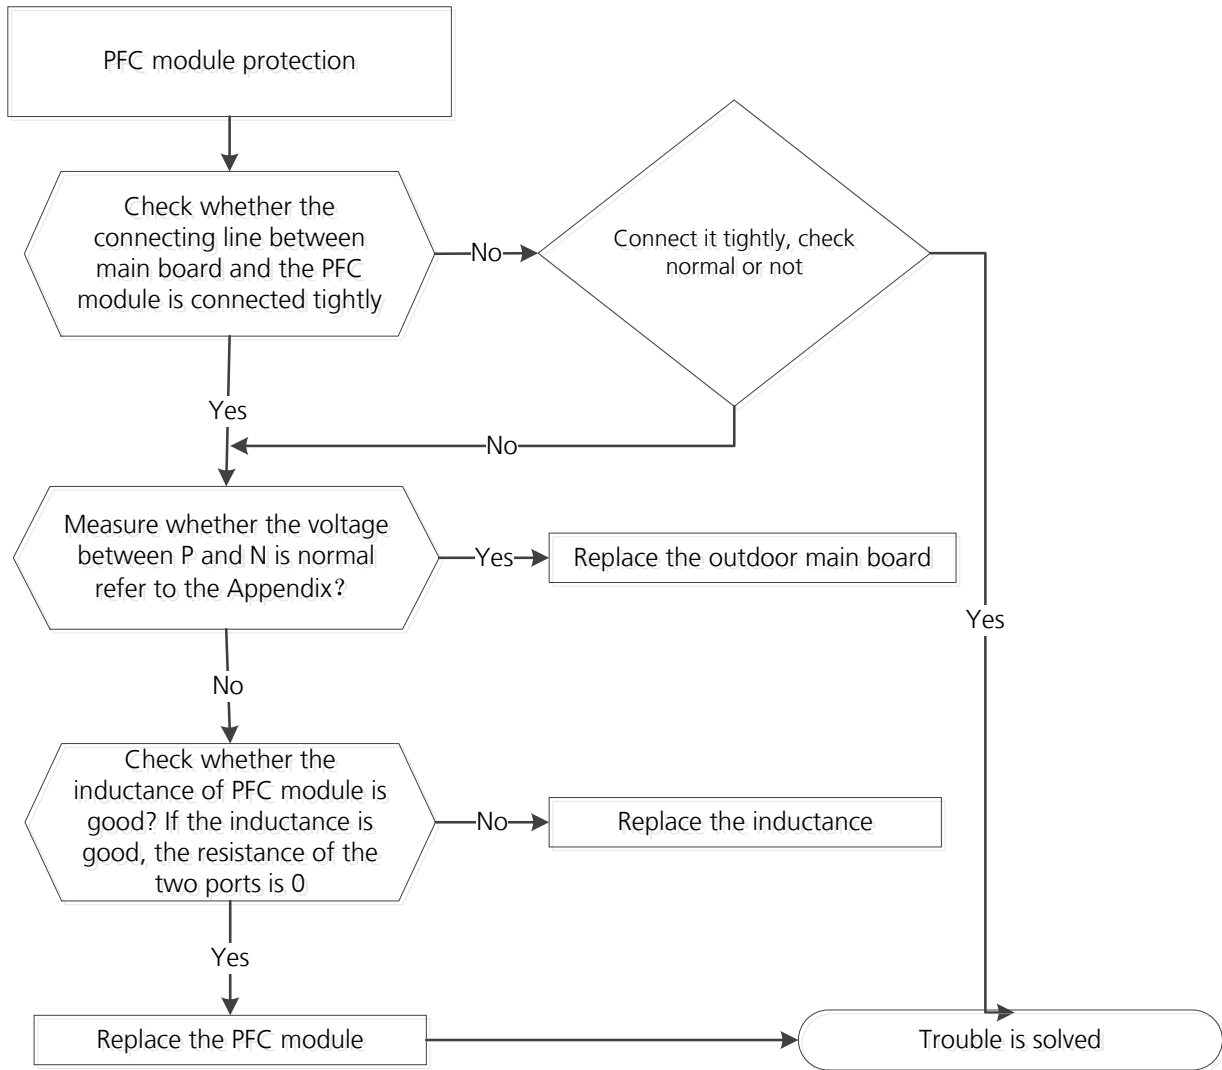 PFC module protection
Check whether the
connecting line between
main board and the PFC
module is connected tightly
No
Connect it tightly, check
normal or not
Yes
No
Measure whether the voltage
between P and N is normal
refer to the Appendix？
Yes
Replace the outdoor main board
Yes
No
Check whether the
inductance of PFC module is
good? If the inductance is
good, the resistance of the
two ports is 0
No
Replace the inductance
Yes
Replace the PFC module
Trouble is solved